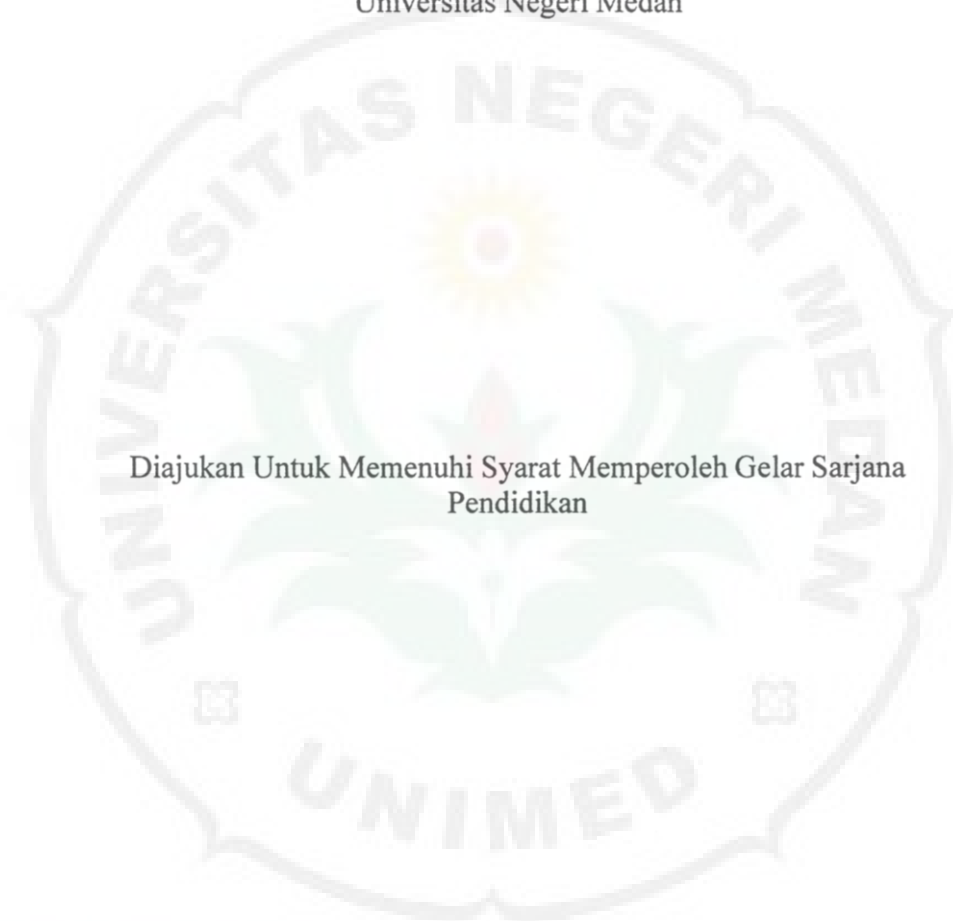 Universitas Negeri Medan
UNIVERSITAS NEGERI MEDAN
Diajukan Untuk Memenuhi Syarat Memperoleh Gelar Sarjana
Pendidikan
UNIMED